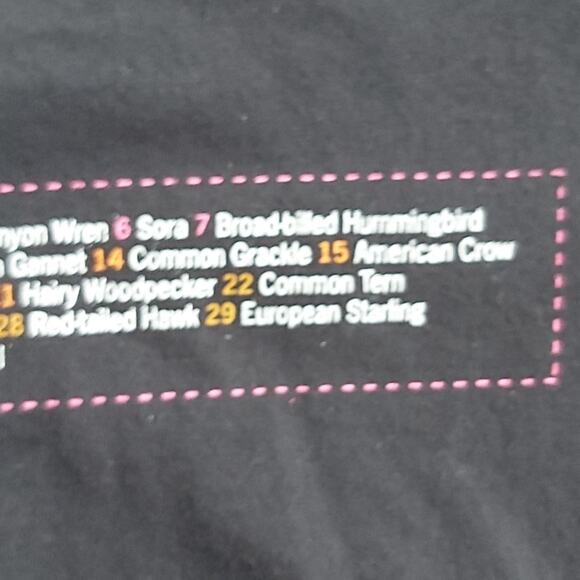 nyon Wren 6 Sora 7 Broad-billed Hummingbird
Gannet 14 Common Grackle 15 American Crow
1 Hairy Woodpecker 22 Common Tern
28 Red-tailed Hawk 29 European Starling